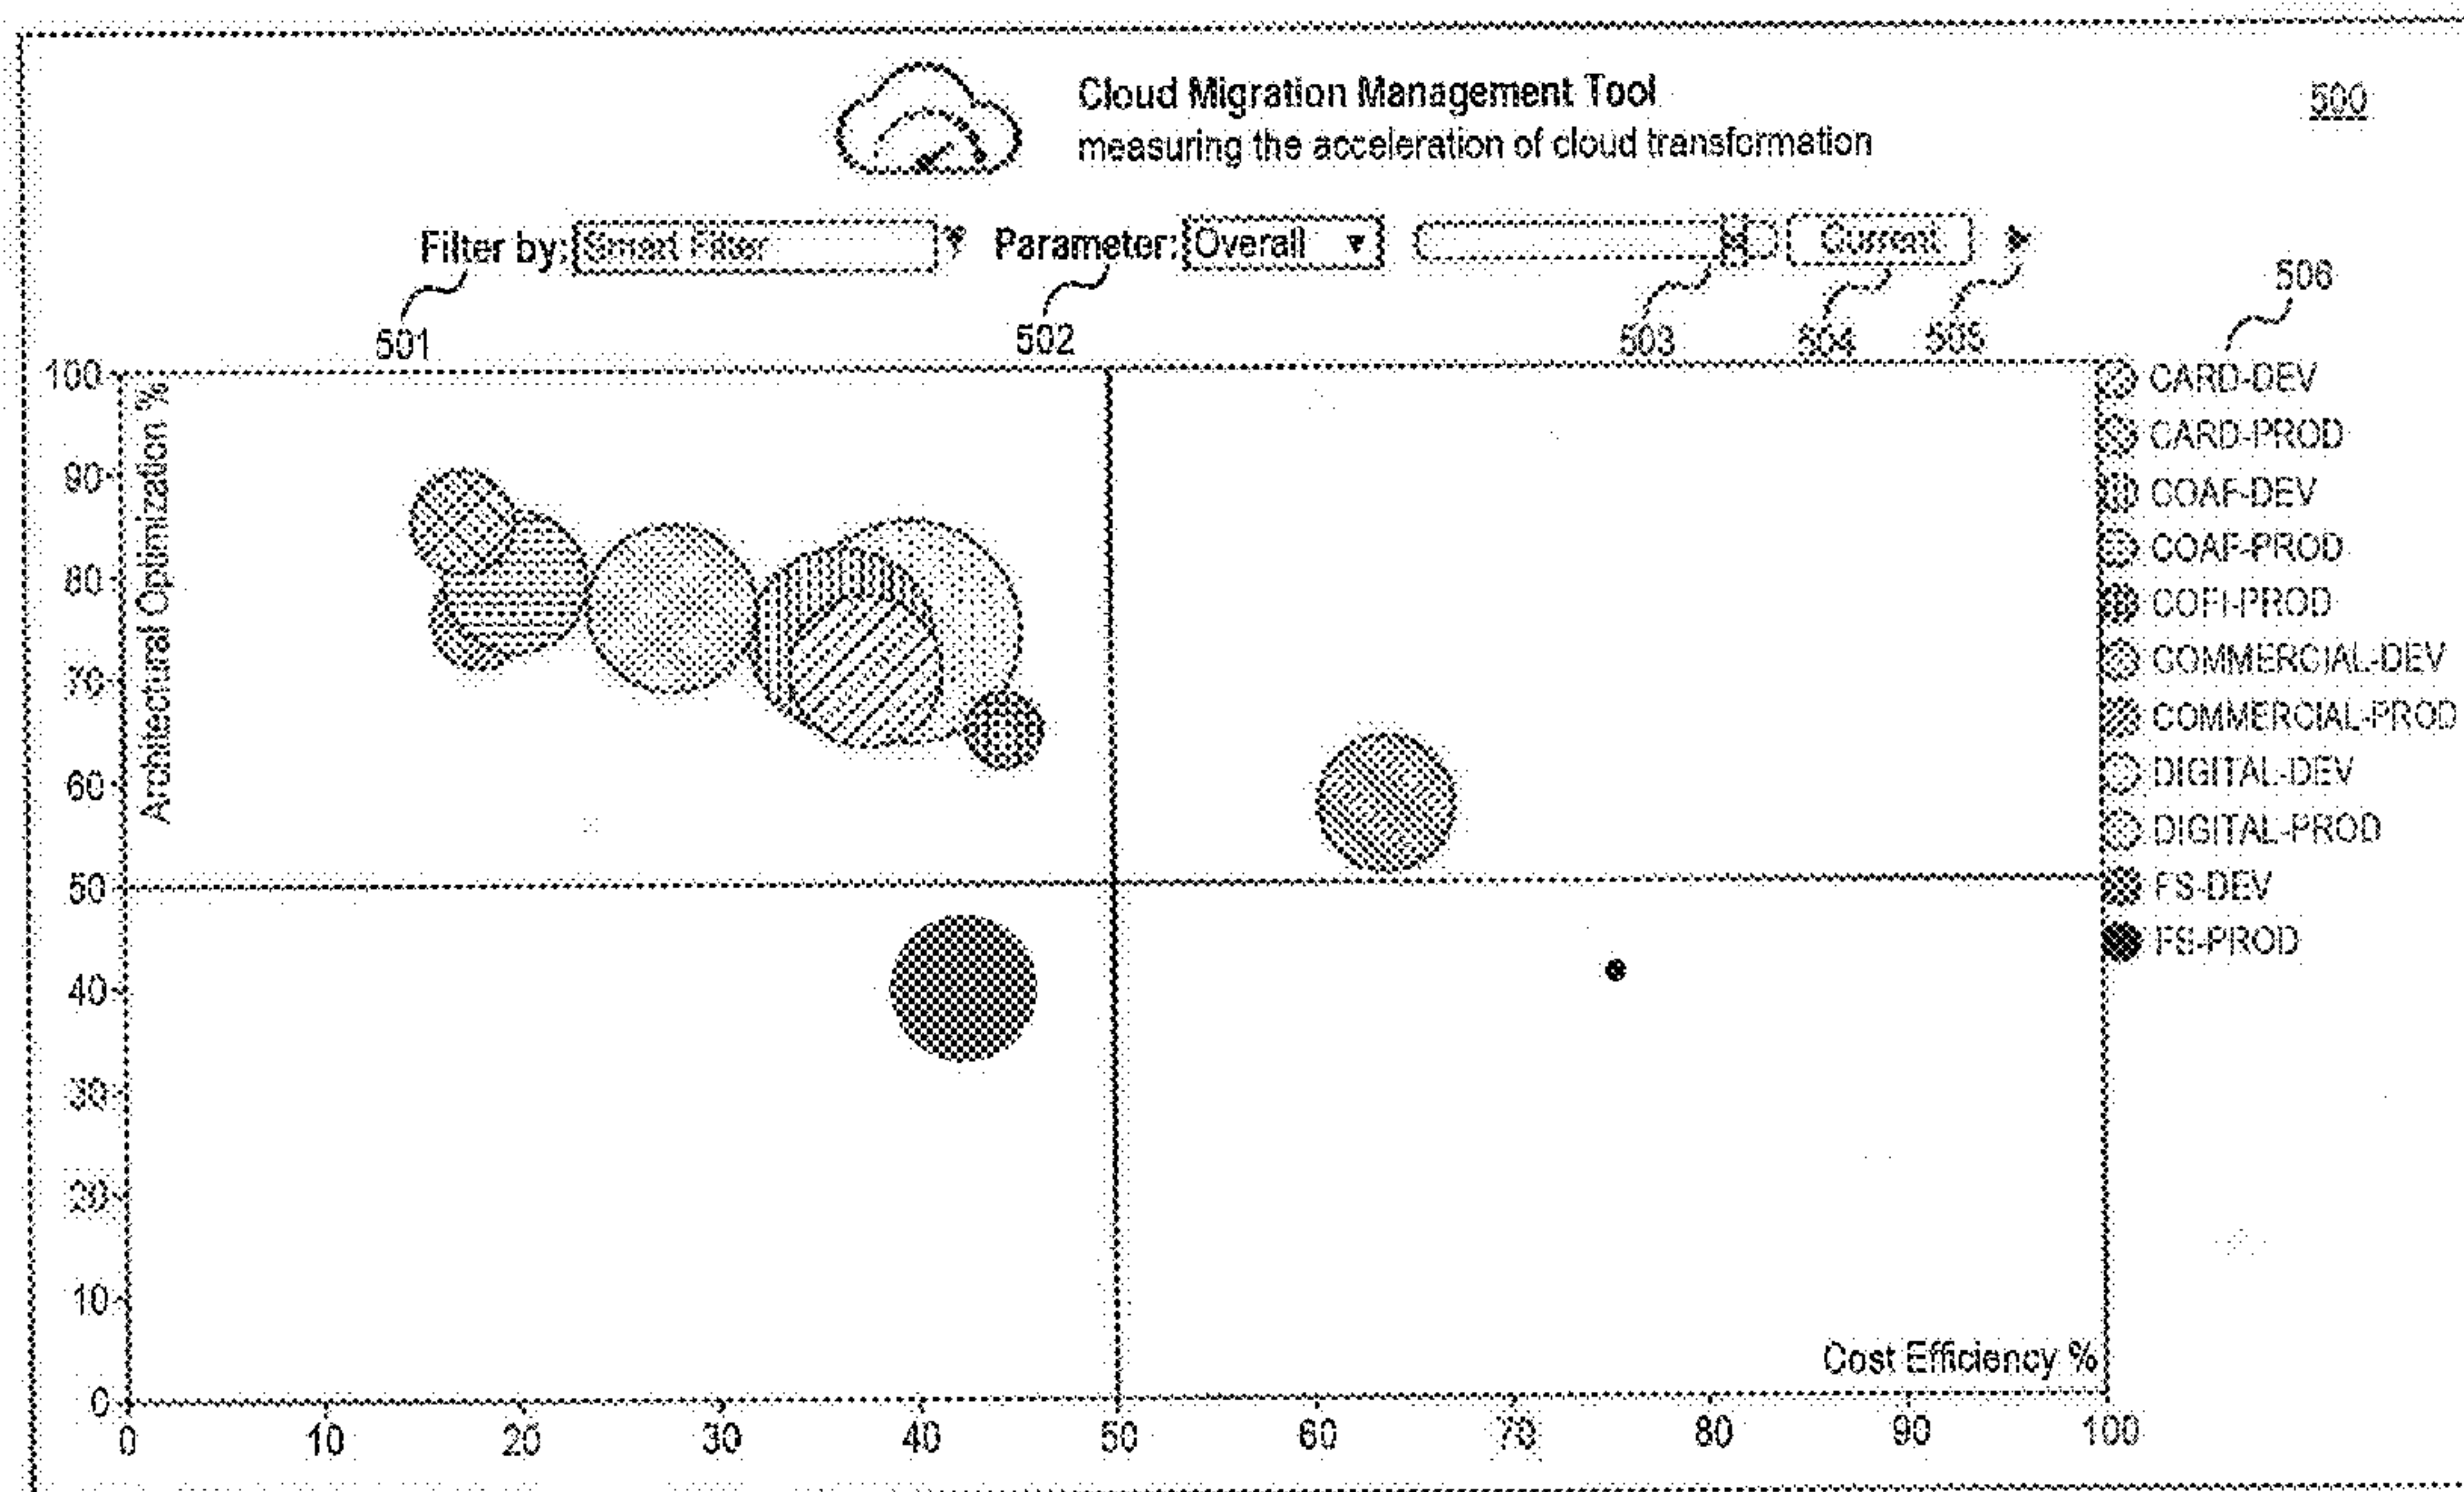 Cloud Migration Management Tool
500
measuring the acceleration of cloud transformation
Filter by: Smart Filter Parameter: Overall Current
501 502 503 504 505 506
Architectural Optimization %
100
90
80
70
60
50
40
30
20
10
0
0 10 20 30 40 50 60 70 80 90 100
Cost Efficiency %
CARD-DEV
CARD-PROD
COAF-DEV
COAF-PROD
COFI-PROD
COMMERCIAL-DEV
COMMERCIAL-PROD
DIGITAL-DEV
DIGITAL-PROD
FS-DEV
FS-PROD